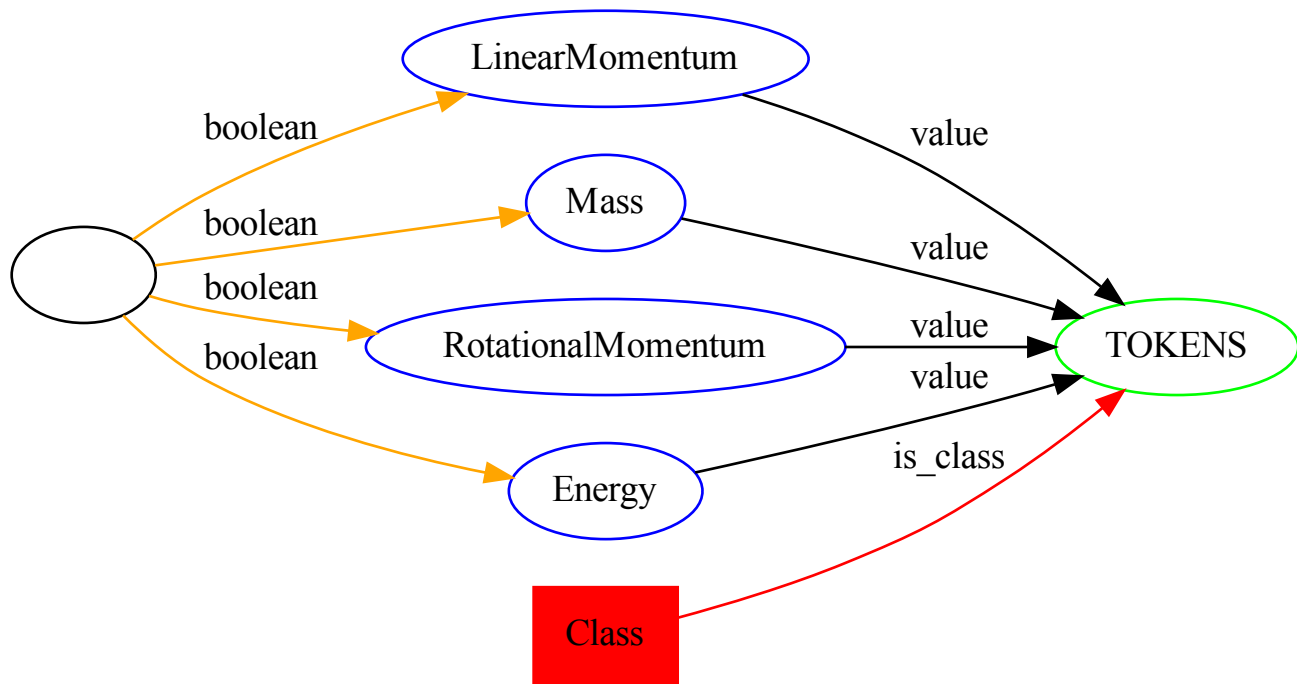 LinearMomentum
boolean
value
Mass
boolean
value
boolean
RotationalMomentum
value
TOKENS
boolean
value
is_class
Energy
Class